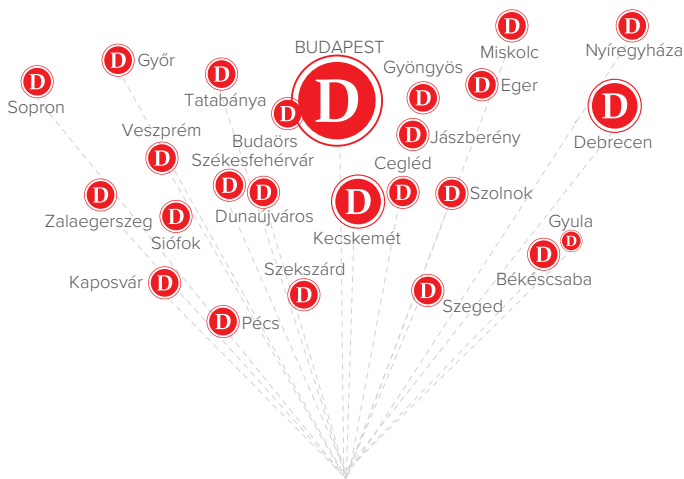 BUDAPEST
Miskolc
Nyíregyháza
D
D
D
Győr
D
Gyöngyös
D
Eger
D
Sopron
D
Tatabánya
D
D
D
Debrecen
D
Budaörs
Veszprém
D
Jászberény
D
Székesfehérvár
Cegléd
D
D
D
D
Szolnok
D
Dunaújváros
D
Kecskemét
Zalaegerszeg
D
Siófok
Gyula
D
D
Békéscsaba
Kaposvár
D
Szekszárd
D
D
Szeged
D
Pécs